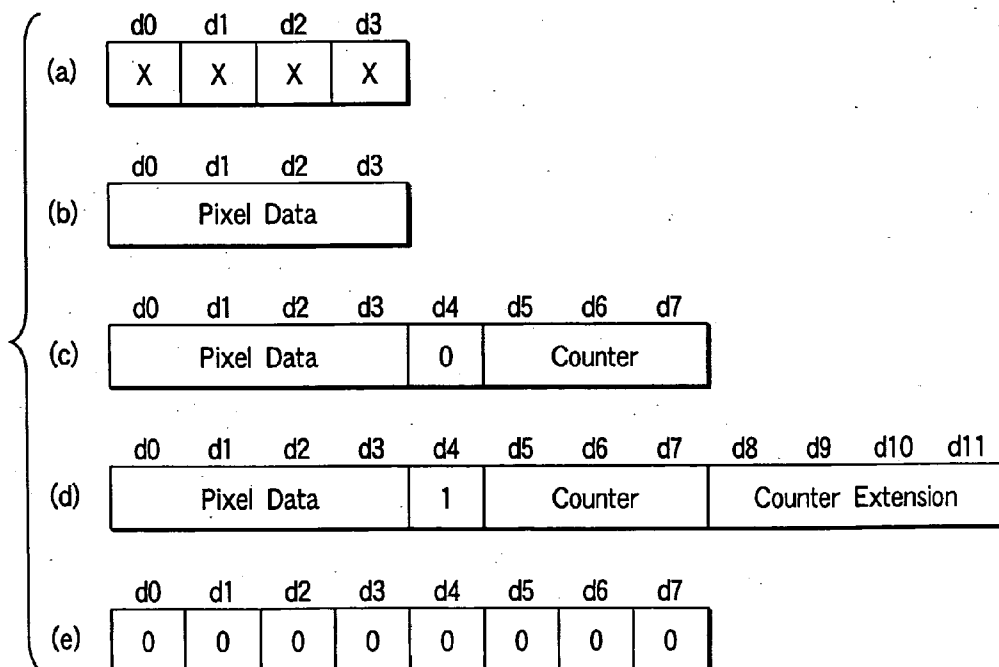 d0 d1 d2 d3
(a) X X X X
d0 d1 d2 d3
(b) Pixel Data
d0 d1 d2 d3 d4 d5 d6 d7
(c) Pixel Data 0 Counter
d0 d1 d2 d3 d4 d5 d6 d7 d8 d9 d10 d11
(d) Pixel Data 1 Counter Counter Extension
d0 d1 d2 d3 d4 d5 d6 d7
(e) 0 0 0 0 0 0 0 0